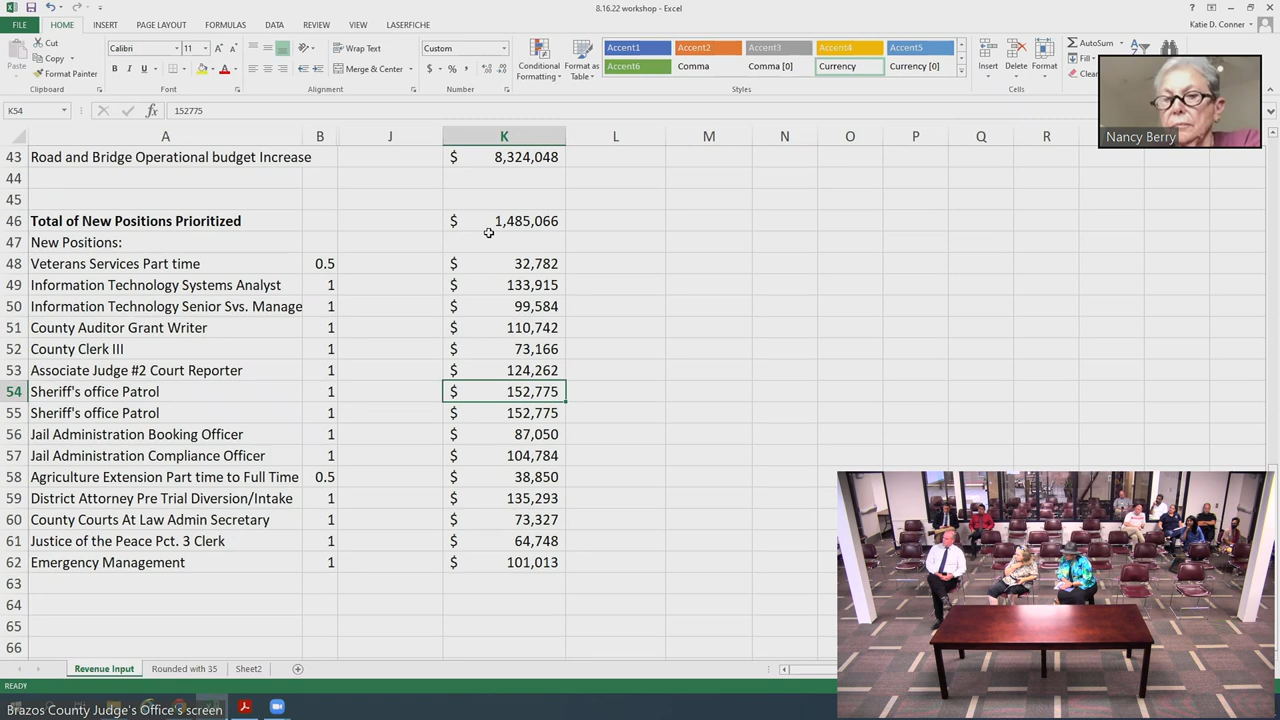 8.16.22 workshop - Excel
Katie D. Conner
FILE HOME INSERT PAGE LAYOUT FORMULAS DATA REVIEW VIEW LASERFICHE
Cut
Copy
Format Painter
Paste
Clipboard
Calibri 11
B I U
Font
Wrap Text
Merge & Center
Alignment
Custom
$ % ,
Number
Conditional Formatting
Format as Table
Accent1 Accent2 Accent3 Accent4 Accent5
Accent6 Comma Comma [0] Currency Currency [0]
Styles
Insert Delete Format
Cells
AutoSum
Fill
Nancy Berry
K54 fx 152775
A B J K L M N O P Q R
43 Road and Bridge Operational budget Increase $ 8,324,048
44
45
46 Total of New Positions Prioritized $ 1,485,066
47 New Positions:
48 Veterans Services Part time 0.5 $ 32,782
49 Information Technology Systems Analyst 1 $ 133,915
50 Information Technology Senior Svs. Manage 1 $ 99,584
51 County Auditor Grant Writer 1 $ 110,742
52 County Clerk III 1 $ 73,166
53 Associate Judge #2 Court Reporter 1 $ 124,262
54 Sheriff's office Patrol 1 $ 152,775
55 Sheriff's office Patrol 1 $ 152,775
56 Jail Administration Booking Officer 1 $ 87,050
57 Jail Administration Compliance Officer 1 $ 104,784
58 Agriculture Extension Part time to Full Time 0.5 $ 38,850
59 District Attorney Pre Trial Diversion/Intake 1 $ 135,293
60 County Courts At Law Admin Secretary 1 $ 73,327
61 Justice of the Peace Pct. 3 Clerk 1 $ 64,748
62 Emergency Management 1 $ 101,013
63
64
65
66
Revenue Input Rounded with 35 Sheet2
READY
Brazos County Judge's Office's screen